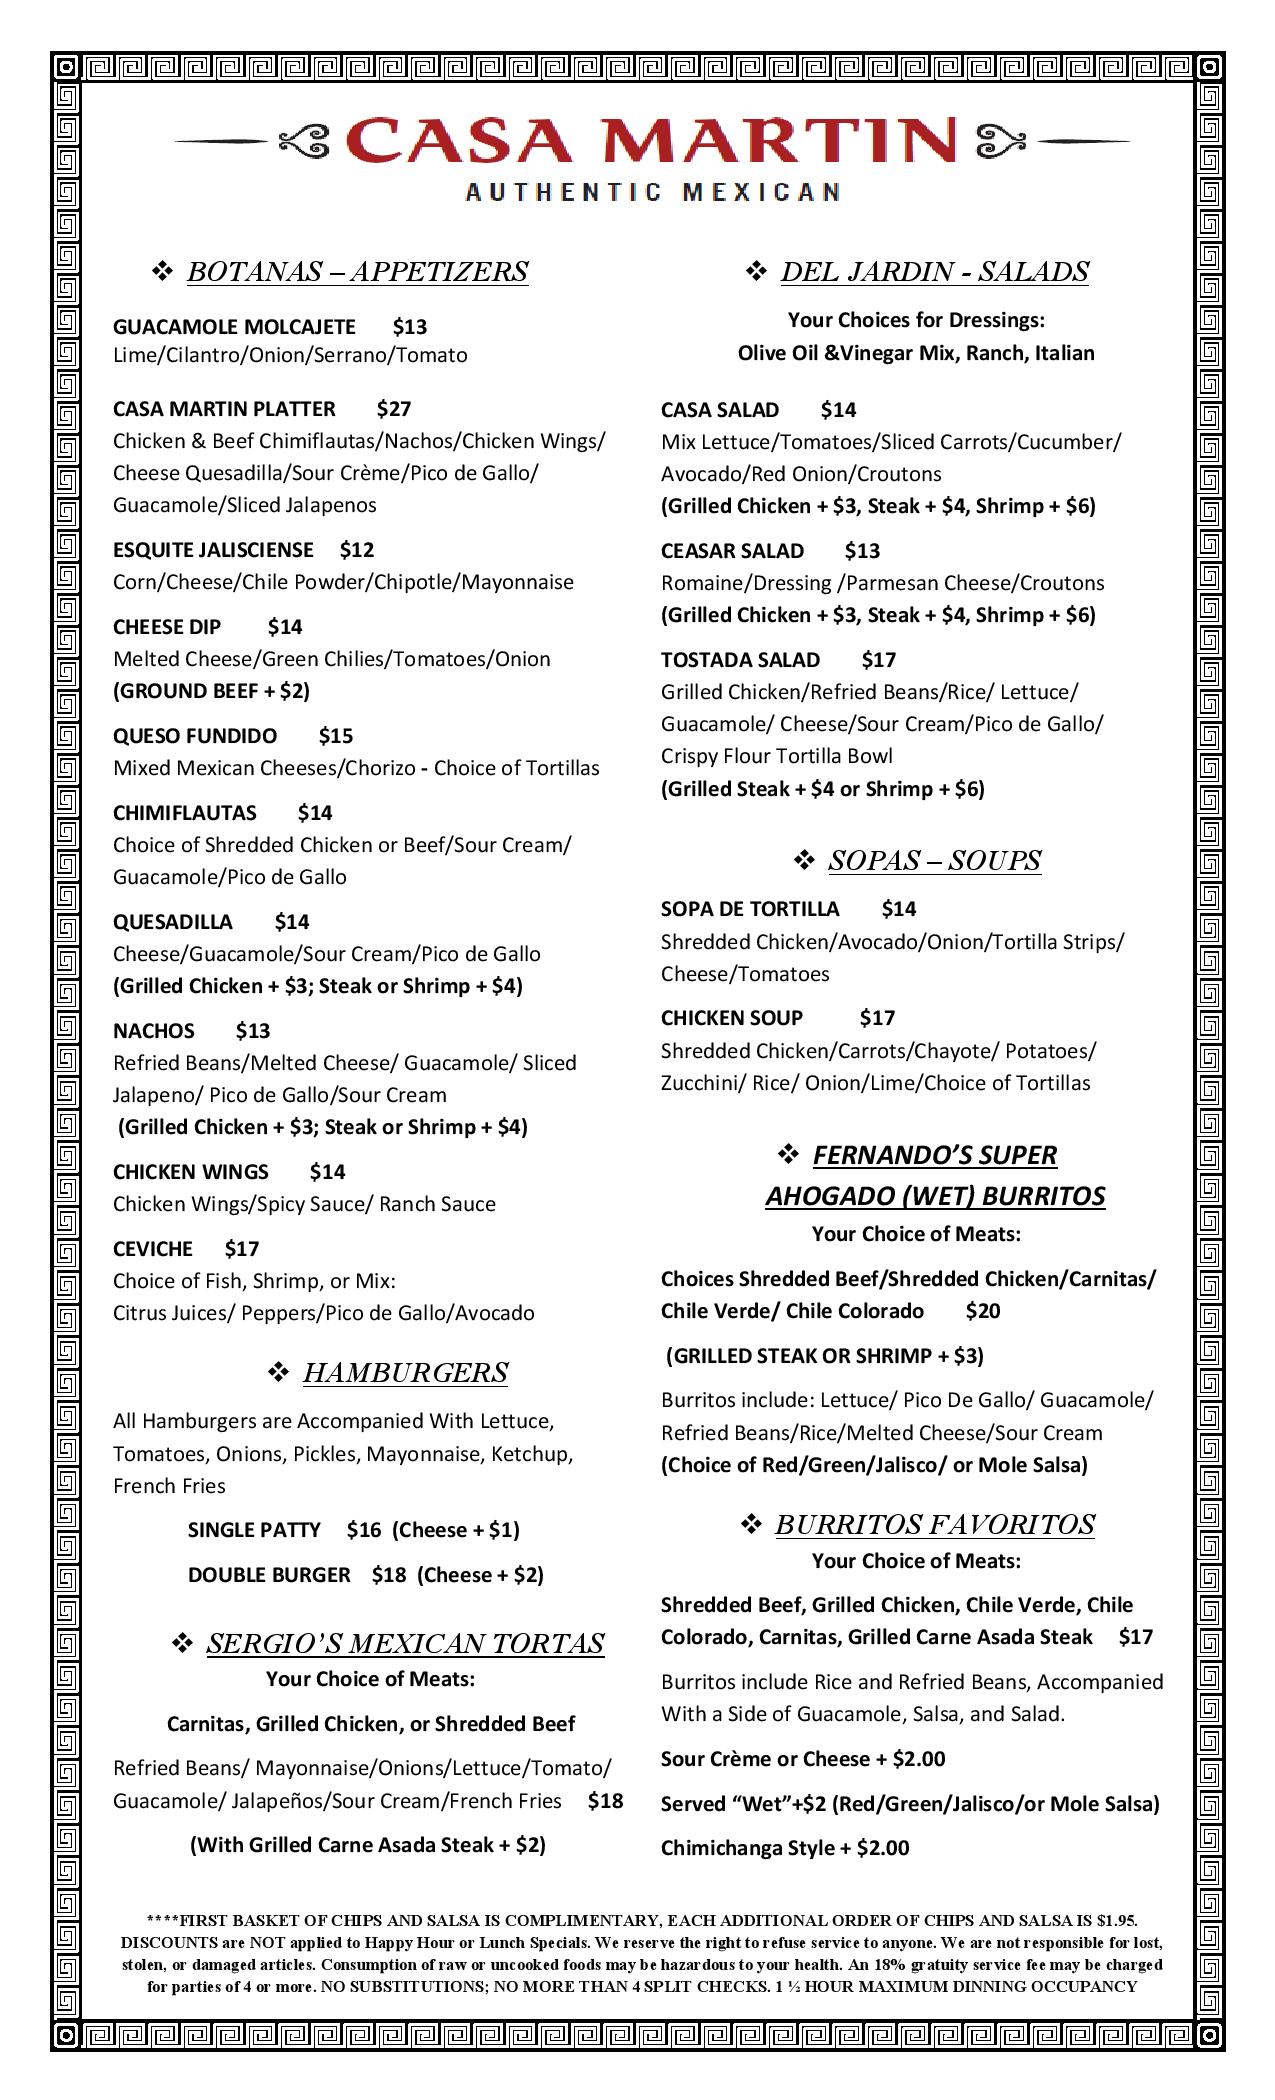 CASA MARTIN
AUTHENTIC MEXICAN
❖ BOTANAS – APPETIZERS
GUACAMOLE MOLCAJETE $13
Lime/Cilantro/Onion/Serrano/Tomato
CASA MARTIN PLATTER $27
Chicken & Beef Chimiflautas/Nachos/Chicken Wings/
Cheese Quesadilla/Sour Crème/Pico de Gallo/
Guacamole/Sliced Jalapenos
ESQUITE JALISCIENSE $12
Corn/Cheese/Chile Powder/Chipotle/Mayonnaise
CHEESE DIP $14
Melted Cheese/Green Chilies/Tomatoes/Onion
(GROUND BEEF + $2)
QUESO FUNDIDO $15
Mixed Mexican Cheeses/Chorizo - Choice of Tortillas
CHIMIFLAUTAS $14
Choice of Shredded Chicken or Beef/Sour Cream/
Guacamole/Pico de Gallo
QUESADILLA $14
Cheese/Guacamole/Sour Cream/Pico de Gallo
(Grilled Chicken + $3; Steak or Shrimp + $4)
NACHOS $13
Refried Beans/Melted Cheese/ Guacamole/ Sliced
Jalapeno/ Pico de Gallo/Sour Cream
(Grilled Chicken + $3; Steak or Shrimp + $4)
CHICKEN WINGS $14
Chicken Wings/Spicy Sauce/ Ranch Sauce
CEVICHE $17
Choice of Fish, Shrimp, or Mix:
Citrus Juices/ Peppers/Pico de Gallo/Avocado
❖ HAMBURGERS
All Hamburgers are Accompanied With Lettuce,
Tomatoes, Onions, Pickles, Mayonnaise, Ketchup,
French Fries
SINGLE PATTY $16 (Cheese + $1)
DOUBLE BURGER $18 (Cheese + $2)
❖ SERGIO'S MEXICAN TORTAS
Your Choice of Meats:
Carnitas, Grilled Chicken, or Shredded Beef
Refried Beans/ Mayonnaise/Onions/Lettuce/Tomato/
Guacamole/ Jalapeños/Sour Cream/French Fries $18
(With Grilled Carne Asada Steak + $2)
❖ DEL JARDIN - SALADS
Your Choices for Dressings:
Olive Oil &Vinegar Mix, Ranch, Italian
CASA SALAD $14
Mix Lettuce/Tomatoes/Sliced Carrots/Cucumber/
Avocado/Red Onion/Croutons
(Grilled Chicken + $3, Steak + $4, Shrimp + $6)
CEASAR SALAD $13
Romaine/Dressing /Parmesan Cheese/Croutons
(Grilled Chicken + $3, Steak + $4, Shrimp + $6)
TOSTADA SALAD $17
Grilled Chicken/Refried Beans/Rice/ Lettuce/
Guacamole/ Cheese/Sour Cream/Pico de Gallo/
Crispy Flour Tortilla Bowl
(Grilled Steak + $4 or Shrimp + $6)
❖ SOPAS – SOUPS
SOPA DE TORTILLA $14
Shredded Chicken/Avocado/Onion/Tortilla Strips/
Cheese/Tomatoes
CHICKEN SOUP $17
Shredded Chicken/Carrots/Chayote/ Potatoes/
Zucchini/ Rice/ Onion/Lime/Choice of Tortillas
❖ FERNANDO'S SUPER
AHOGADO (WET) BURRITOS
Your Choice of Meats:
Choices Shredded Beef/Shredded Chicken/Carnitas/
Chile Verde/ Chile Colorado $20
(GRILLED STEAK OR SHRIMP + $3)
Burritos include: Lettuce/ Pico De Gallo/ Guacamole/
Refried Beans/Rice/Melted Cheese/Sour Cream
(Choice of Red/Green/Jalisco/ or Mole Salsa)
❖ BURRITOS FAVORITOS
Your Choice of Meats:
Shredded Beef, Grilled Chicken, Chile Verde, Chile
Colorado, Carnitas, Grilled Carne Asada Steak $17
Burritos include Rice and Refried Beans, Accompanied
With a Side of Guacamole, Salsa, and Salad.
Sour Crème or Cheese + $2.00
Served “Wet”+$2 (Red/Green/Jalisco/or Mole Salsa)
Chimichanga Style + $2.00
****FIRST BASKET OF CHIPS AND SALSA IS COMPLIMENTARY, EACH ADDITIONAL ORDER OF CHIPS AND SALSA IS $1.95.
DISCOUNTS are NOT applied to Happy Hour or Lunch Specials. We reserve the right to refuse service to anyone. We are not responsible for lost,
stolen, or damaged articles. Consumption of raw or uncooked foods may be hazardous to your health. An 18% gratuity service fee may be charged
for parties of 4 or more. NO SUBSTITUTIONS; NO MORE THAN 4 SPLIT CHECKS. 1 ½ HOUR MAXIMUM DINNING OCCUPANCY